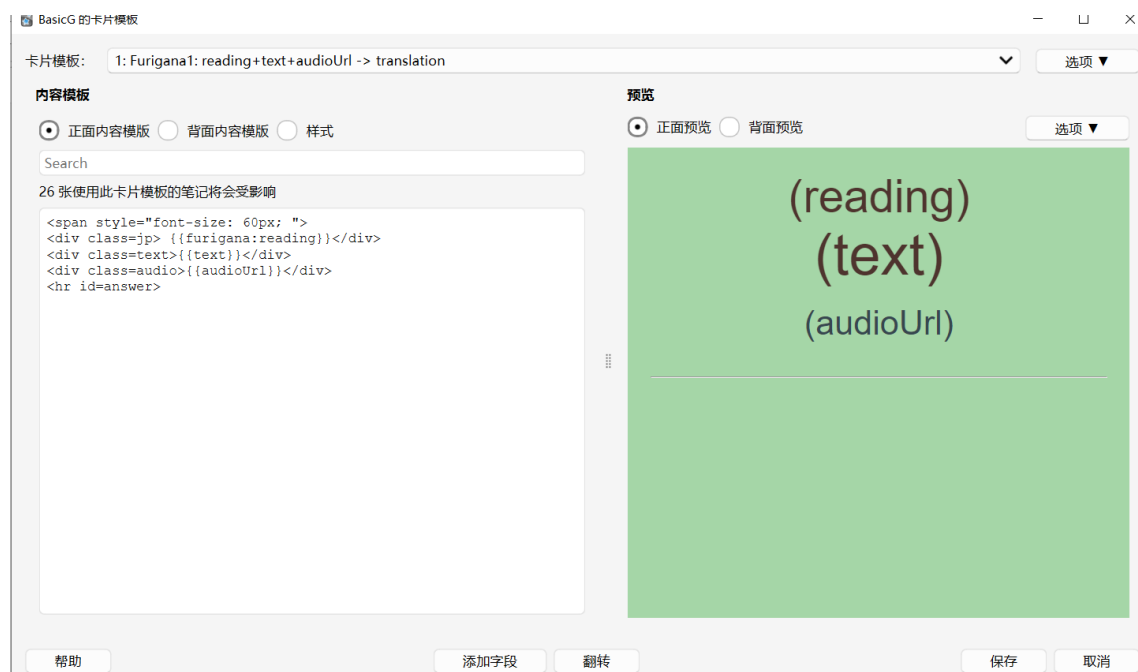 BasicG 的卡片模板
卡片模板: 1: Furigana1: reading+text+audioUrl -> translation 选项 ▼
内容模板
正面内容模版 背面内容模版 样式
Search
26 张使用此卡片模板的笔记将会受影响
<span style="font-size: 60px; ">
<div class=jp> {{furigana:reading}}</div>
<div class=text>{{text}}</div>
<div class=audio>{{audioUrl}}</div>
<hr id=answer>
预览
正面预览 背面预览 选项 ▼
(reading)
(text)
(audioUrl)
帮助 添加字段 翻转 保存 取消